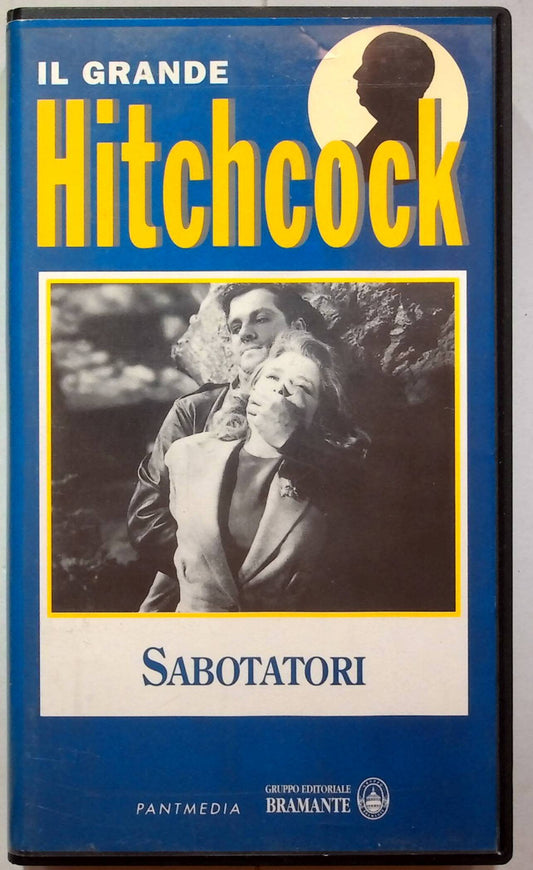 IL GRANDE
Hitchcock
SABOTATORI
PANTMEDIA
GRUPPO EDITORIALE
BRAMANTE